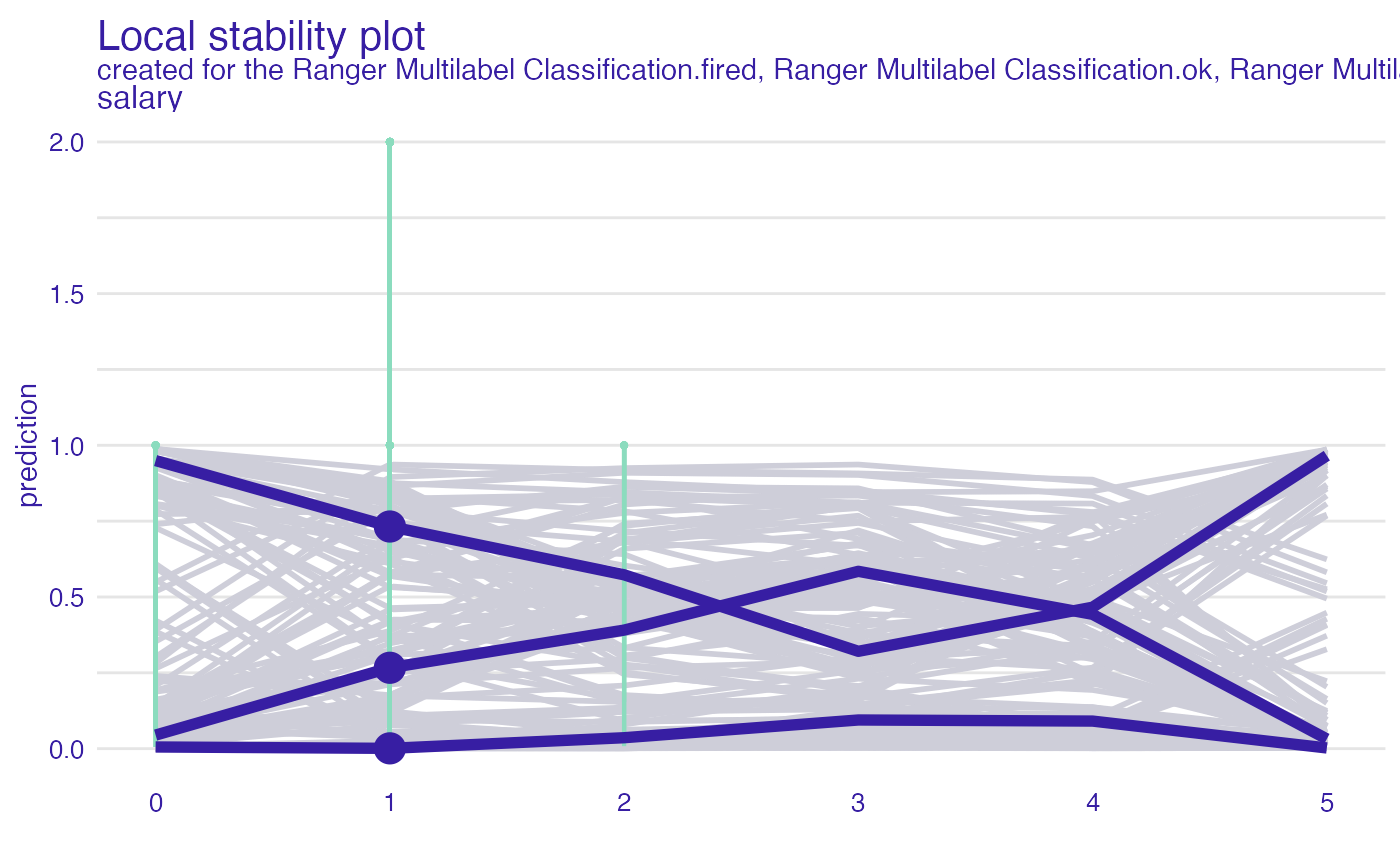 Local stability plot
created for the Ranger Multilabel Classification.fired, Ranger Multilabel Classification.ok, Ranger
salary
2.0
1.5
prediction
1.0
0.5
0.0
0 1 2 3 4 5